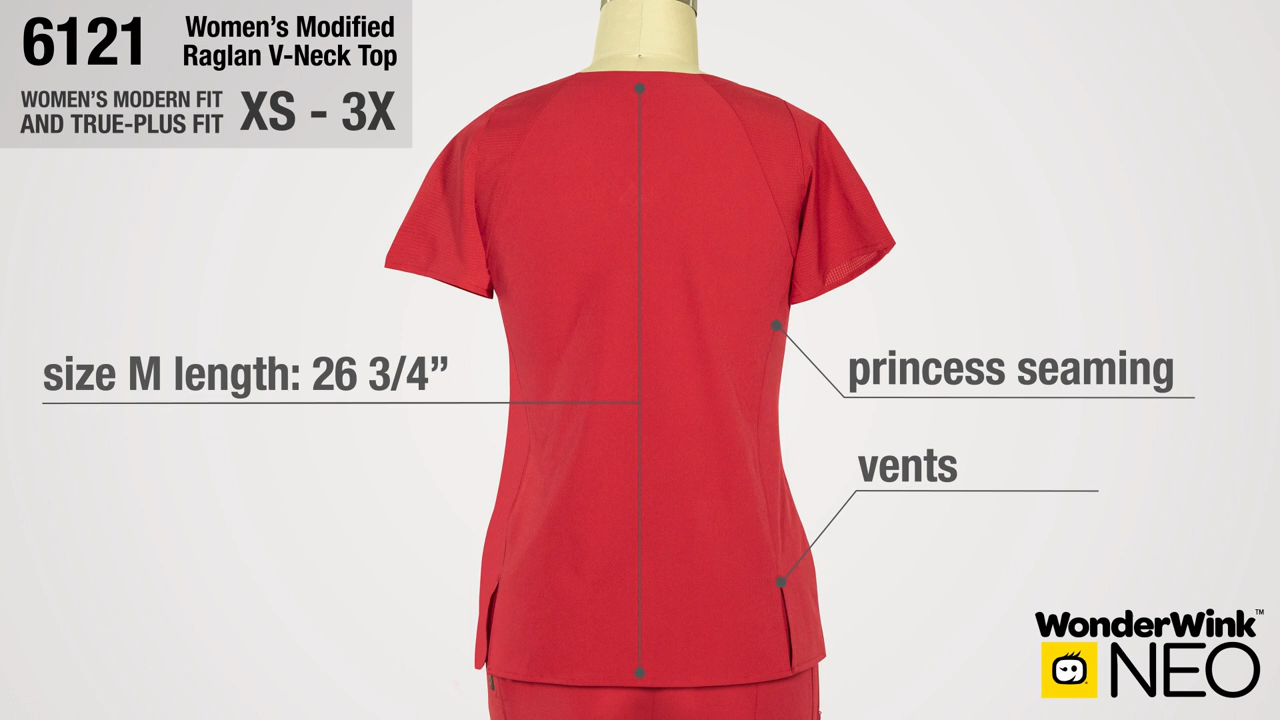 6121
Women’s Modified
Raglan V-Neck Top
WOMEN’S MODERN FIT
AND TRUE-PLUS FIT
XS - 3X
size M length: 26 3/4”
princess seaming
vents
WonderWink™
NEO